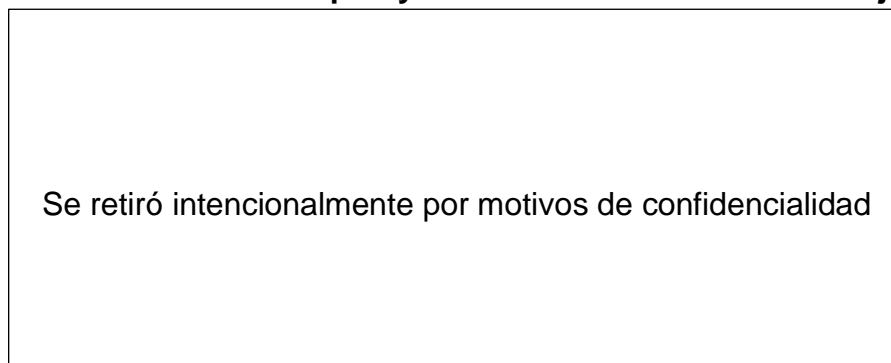 Se retiró intencionalmente por motivos de confidencialidad